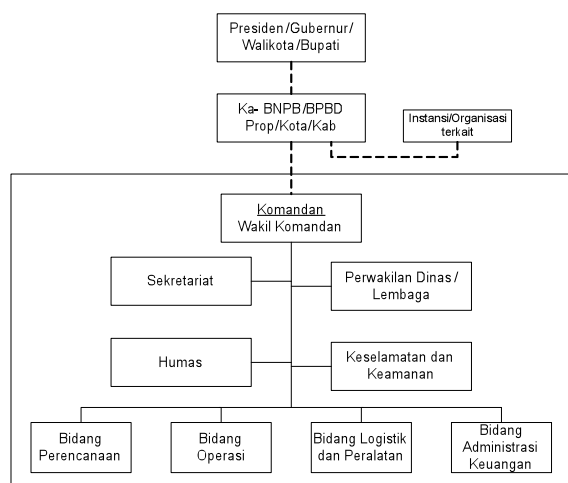 Presiden/Gubernur/
Walikota/Bupati
Ka- BNPB/BPBD
Prop/Kota/Kab
Instansi/Organisasi
terkait
Komandan
Wakil Komandan
Sekretariat
Perwakilan Dinas /
Lembaga
Humas
Keselamatan dan
Keamanan
Bidang
Perencanaan
Bidang
Operasi
Bidang Logistik
dan Peralatan
Bidang
Administrasi
Keuangan